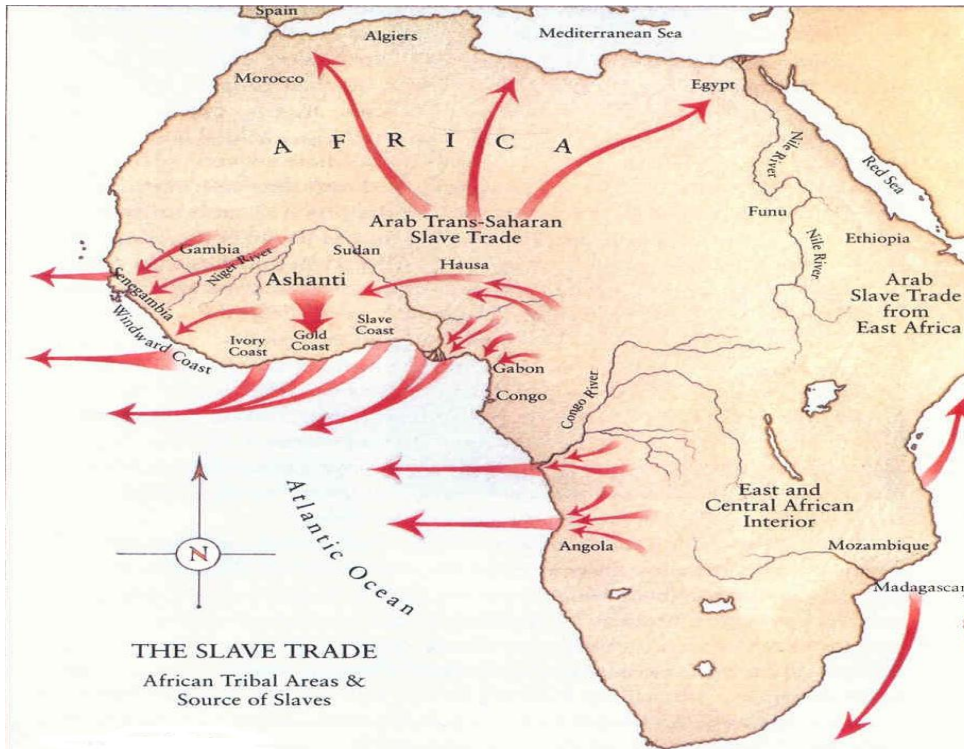 Spain
Algiers
Mediterranean Sea
Morocco
Egypt
AFRICA
Nile River
Red Sea
Funu
Arab Trans-Saharan
Slave Trade
Gambia
Niger River
Sudan
Nile River
Ethiopia
Hausa
Senegambia
Ashanti
Arab
Slave Trade
from
East Africa
Windward Coast
Ivory
Coast
Gold
Coast
Slave
Coast
Gabon
Congo
Congo River
Atlantic Ocean
East and
Central African
Interior
N
Angola
Mozambique
Madagascar
THE SLAVE TRADE
African Tribal Areas &
Source of Slaves